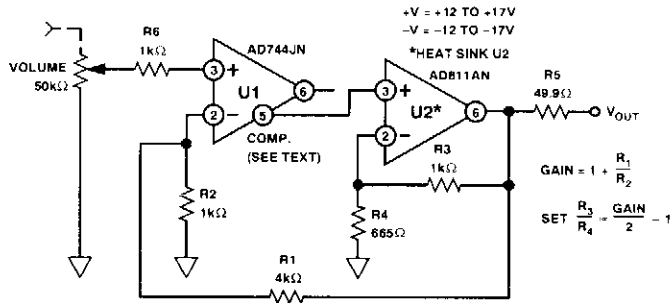 +V = +12 TO +17V
−V = −12 TO −17V
*HEAT SINK U2
R6
1kΩ
AD744JN
AD811AN
VOLUME
50kΩ
3
+
U1
6
2
−
5
COMP.
(SEE TEXT)
3
+
U2*
6
2
−
R5
49.9Ω
VOUT
R3
1kΩ
R2
1kΩ
R4
665Ω
R1
4kΩ
GAIN = 1 + R1/R2
SET R3/R4 = GAIN/2 − 1